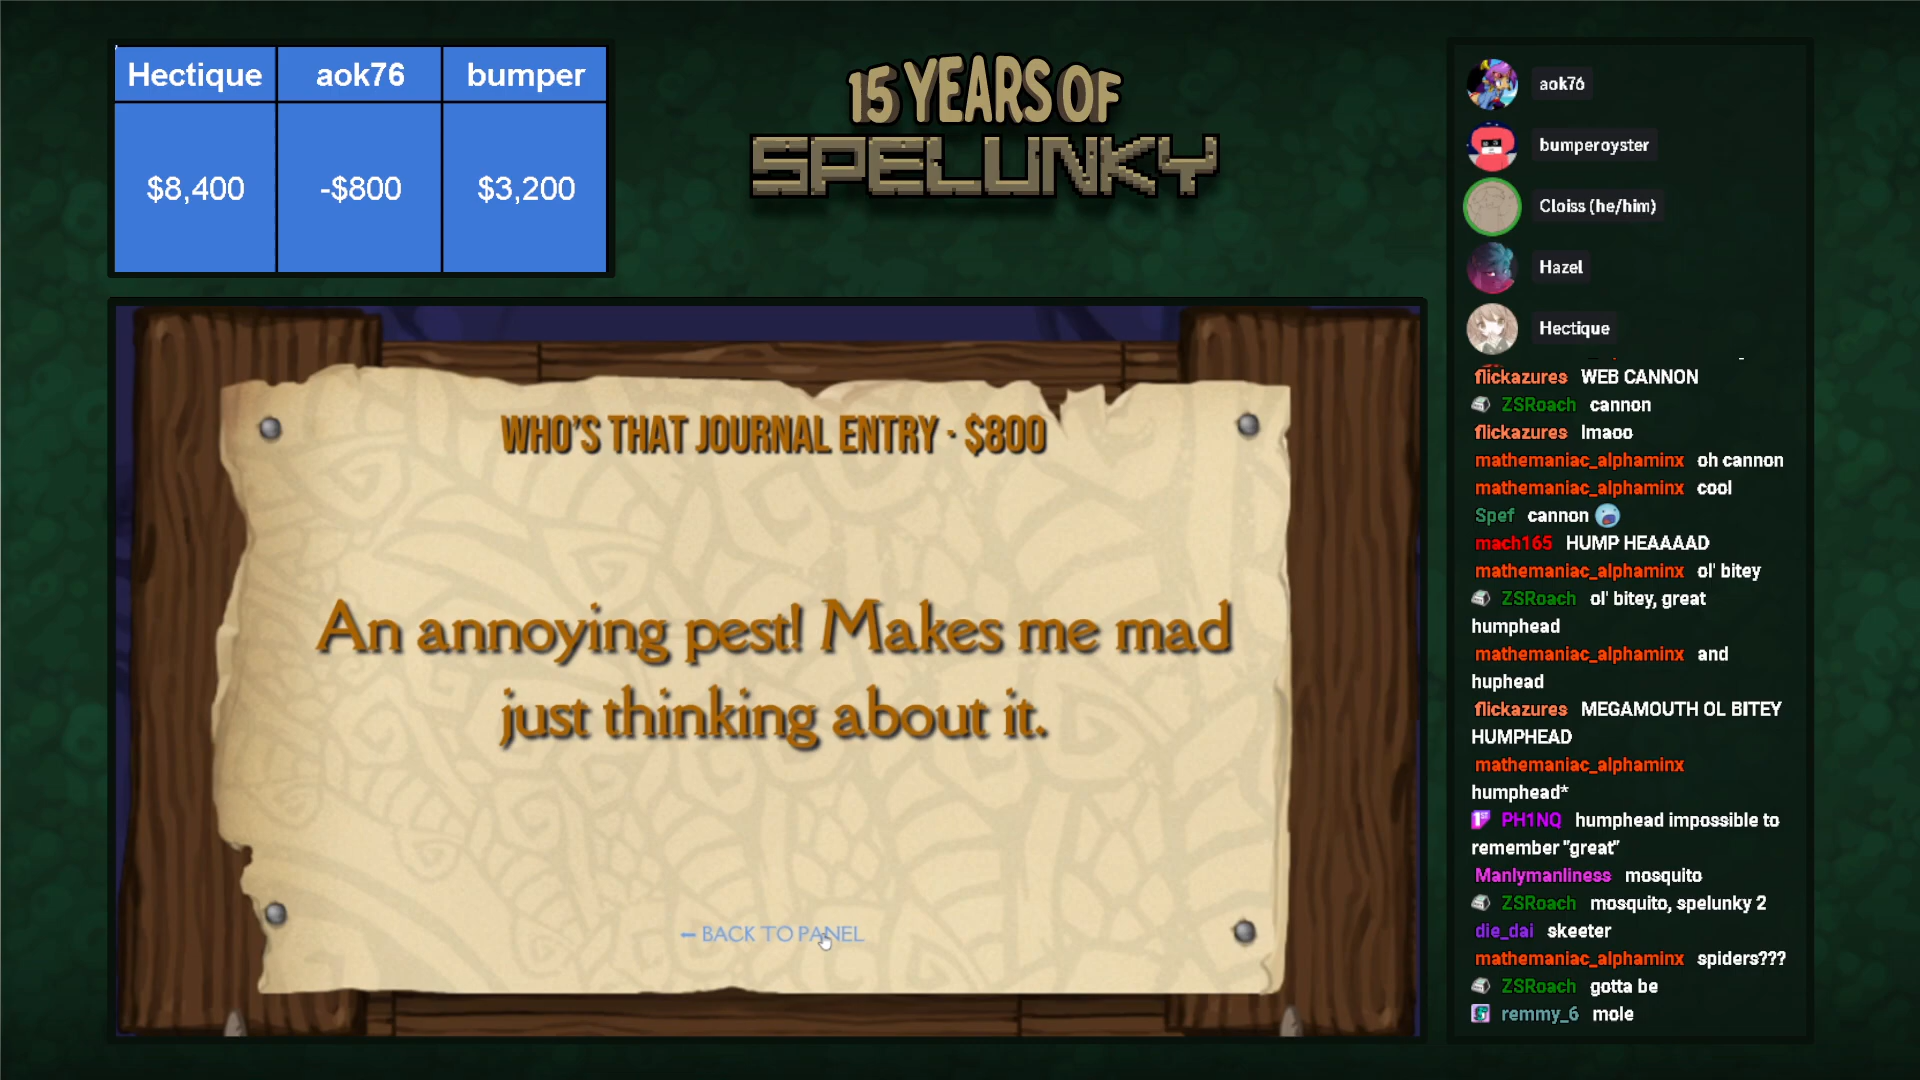 Hectique aok76 bumper
$8,400 -$800 $3,200
15 YEARS OF
SPELUNKY
WHO'S THAT JOURNAL ENTRY · $800
An annoying pest! Makes me mad
just thinking about it.
← BACK TO PANEL
aok76
bumperoyster
Cloiss (he/him)
Hazel
Hectique
flickazures WEB CANNON
ZSRoach cannon
flickazures lmaoo
mathemaniac_alphaminx oh cannon
mathemaniac_alphaminx cool
Spef cannon
mach165 HUMP HEAAAAD
mathemaniac_alphaminx ol' bitey
ZSRoach ol' bitey, great
humphead
mathemaniac_alphaminx and
huphead
flickazures MEGAMOUTH OL BITEY
HUMPHEAD
mathemaniac_alphaminx
humphead*
PH1NQ humphead impossible to
remember "great"
Manlymanliness mosquito
ZSRoach mosquito, spelunky 2
die_dai skeeter
mathemaniac_alphaminx spiders???
ZSRoach gotta be
remmy_6 mole